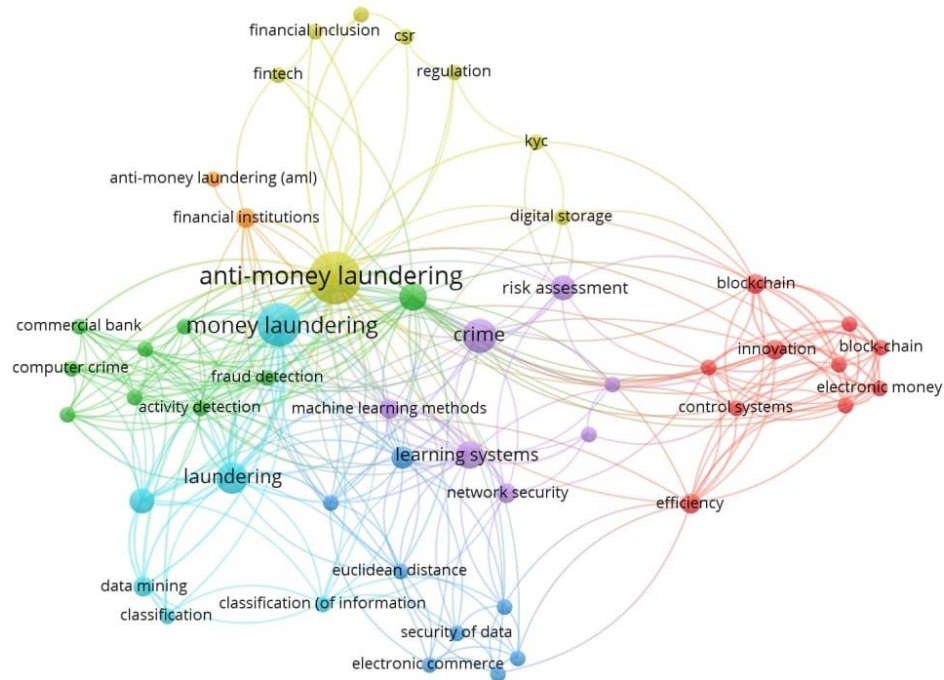 financial inclusion
csr
fintech
regulation
kyc
anti-money laundering (aml)
financial institutions
digital storage
anti-money laundering
risk assessment
blockchain
commercial bank
money laundering
crime
innovation
block-chain
computer crime
fraud detection
electronic money
activity detection
machine learning methods
control systems
learning systems
laundering
network security
efficiency
euclidean distance
data mining
classification (of information
classification
security of data
electronic commerce